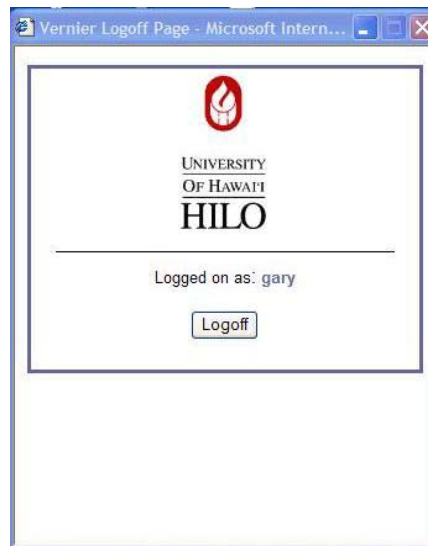 Vernier Logoff Page - Microsoft Intern...
UNIVERSITY
OF HAWAI'I
HILO
Logged on as: gary
Logoff